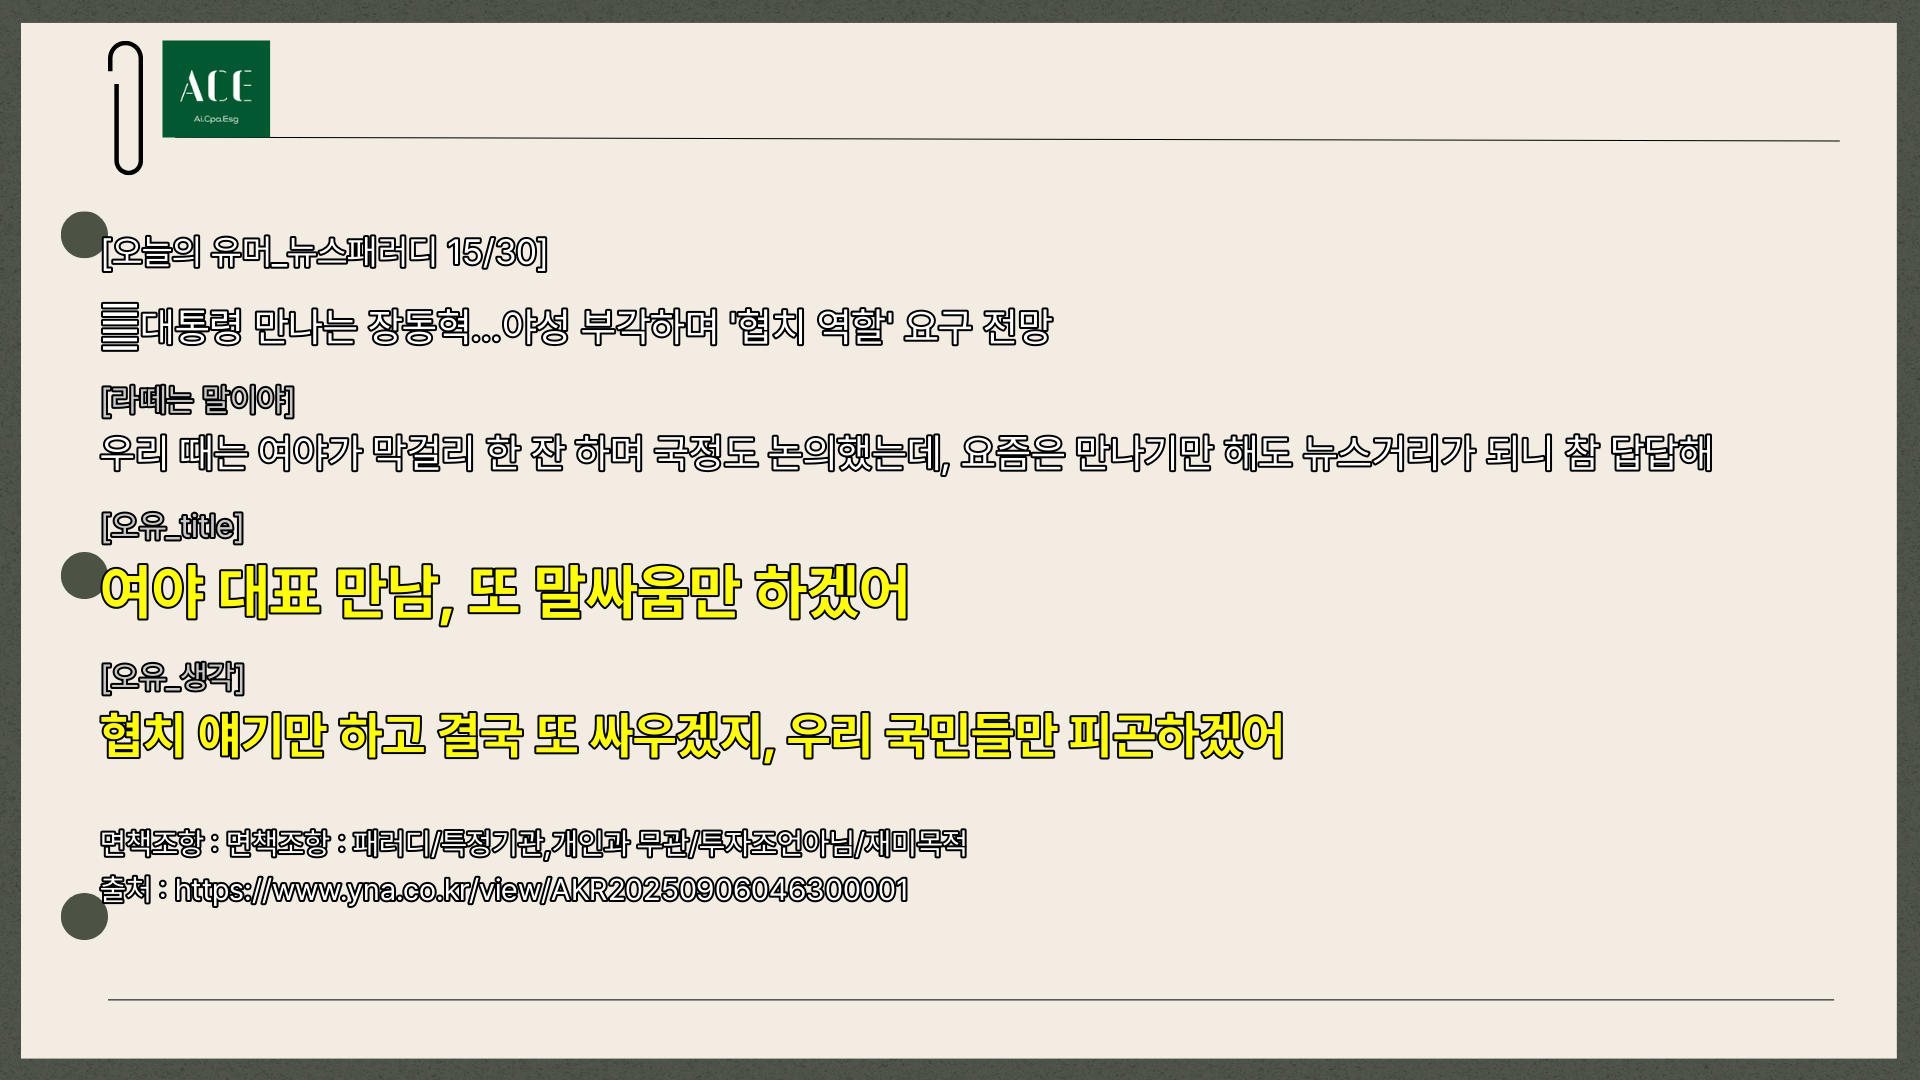 ACE
Ai.Cpa.Esg
[오늘의 유머_뉴스패러디 15/30]
䷀대통령 만나는 장동혁…야성 부각하며 '협치 역할' 요구 전망
[라떼는 말이야]
우리 때는 여야가 막걸리 한 잔 하며 국정도 논의했는데, 요즘은 만나기만 해도 뉴스거리가 되니 참 답답해
[오유_title]
여야 대표 만남, 또 말싸움만 하겠어
[오유_생각]
협치 얘기만 하고 결국 또 싸우겠지, 우리 국민들만 피곤하겠어
면책조항 : 면책조항 : 패러디/특정기관,개인과 무관/투자조언아님/재미목적
출처 : https://www.yna.co.kr/view/AKR20250906046300001